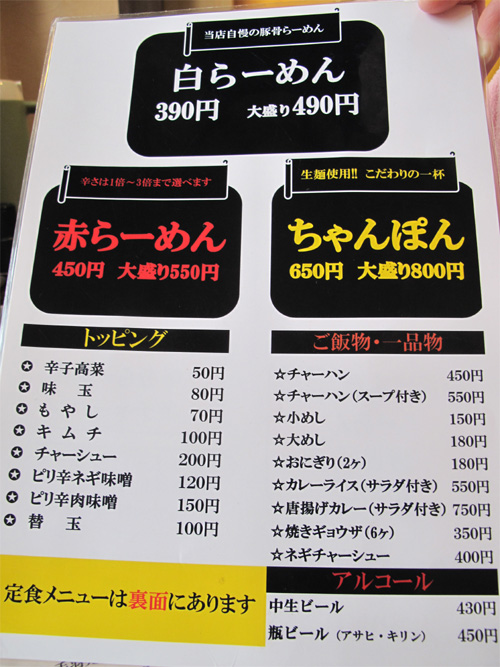 当店自慢の豚骨らーめん
白らーめん
390円 大盛り490円
辛さは1倍～3倍まで選べます
赤らーめん
450円 大盛り550円
生麺使用!! こだわりの一杯
ちゃんぽん
650円 大盛り800円
トッピング
✪ 辛子高菜 50円
✪ 味玉 80円
✪ もやし 70円
✪ キムチ 100円
✪ チャーシュー 200円
✪ ピリ辛ネギ味噌 120円
✪ ピリ辛肉味噌 150円
✪ 替玉 100円
定食メニューは裏面にあります
ご飯物・一品物
☆チャーハン 450円
☆チャーハン(スープ付き) 550円
☆小めし 150円
☆大めし 180円
☆おにぎり(2ヶ) 180円
☆カレーライス(サラダ付き) 550円
☆唐揚げカレー(サラダ付き) 750円
☆焼きギョウザ(6ヶ) 350円
☆ネギチャーシュー 400円
アルコール
中生ビール 430円
瓶ビール (アサヒ・キリン) 450円